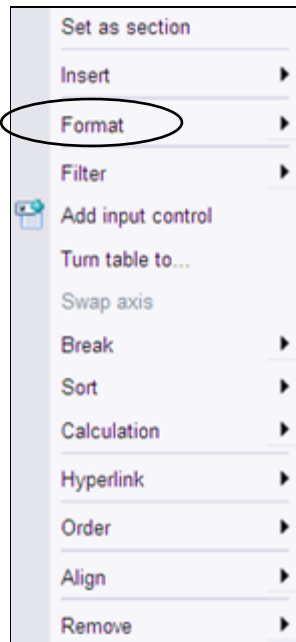 Set as section
Insert
Format
Filter
Add input control
Turn table to...
Swap axis
Break
Sort
Calculation
Hyperlink
Order
Align
Remove